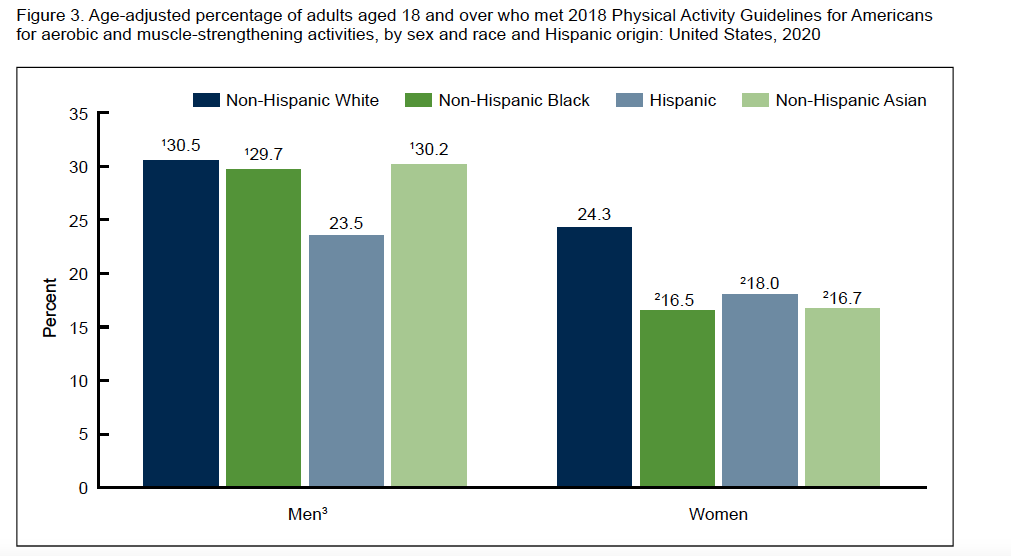 Figure 3. Age-adjusted percentage of adults aged 18 and over who met 2018 Physical Activity Guidelines for Americans
for aerobic and muscle-strengthening activities, by sex and race and Hispanic origin: United States, 2020
Non-Hispanic White Non-Hispanic Black Hispanic Non-Hispanic Asian
Percent
35
30
25
20
15
10
5
0
¹30.5
¹29.7
23.5
¹30.2
24.3
²16.5
²18.0
²16.7
Men³
Women